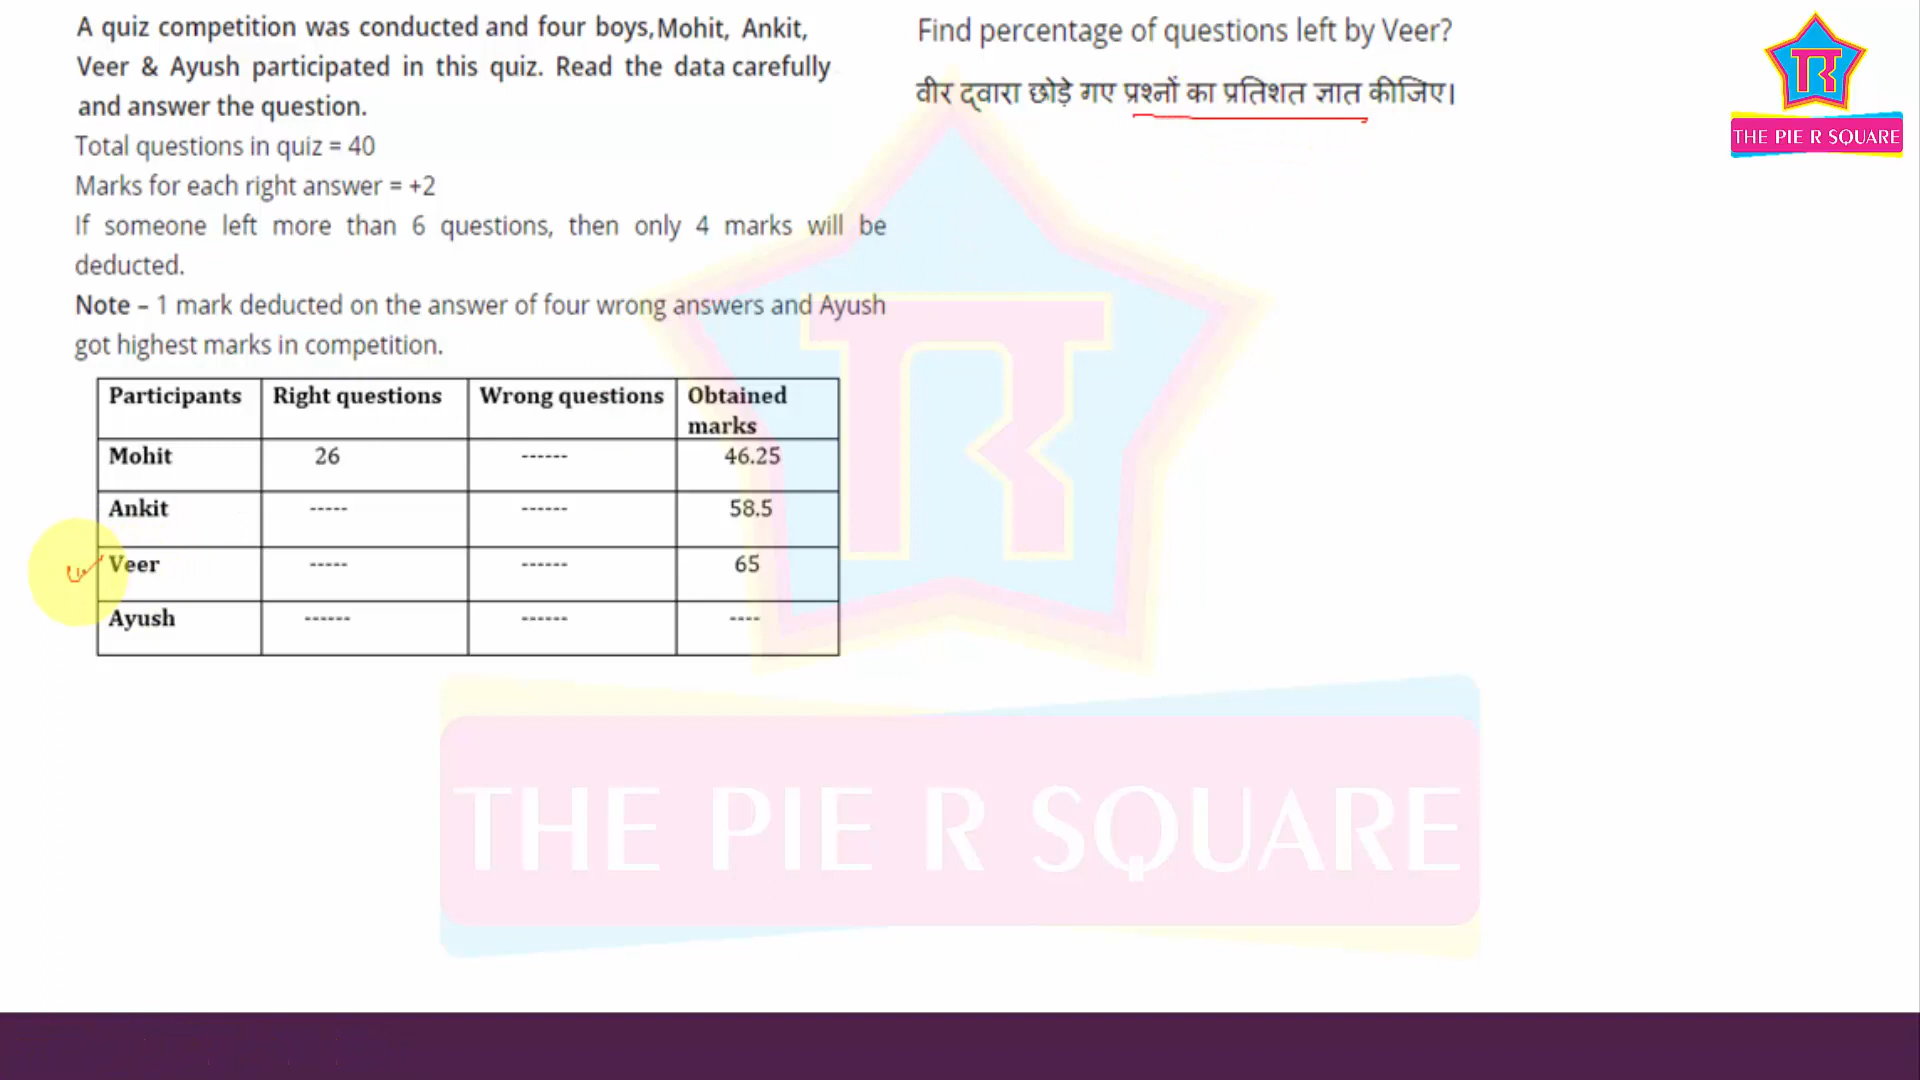 A quiz competition was conducted and four boys, Mohit, Ankit,
Veer & Ayush participated in this quiz. Read the data carefully
and answer the question.
Total questions in quiz = 40
Marks for each right answer = +2
If someone left more than 6 questions, then only 4 marks will be
deducted.
Note – 1 mark deducted on the answer of four wrong answers and Ayush
got highest marks in competition.
Participants Right questions Wrong questions Obtained
marks
Mohit 26 ------ 46.25
Ankit ----- ------ 58.5
Veer ----- ------ 65
Ayush ------ ------ ----
Find percentage of questions left by Veer?
वीर द्वारा छोड़े गए प्रश्नों का प्रतिशत ज्ञात कीजिए।
THE PIE R SQUARE
THE PIE R SQUARE